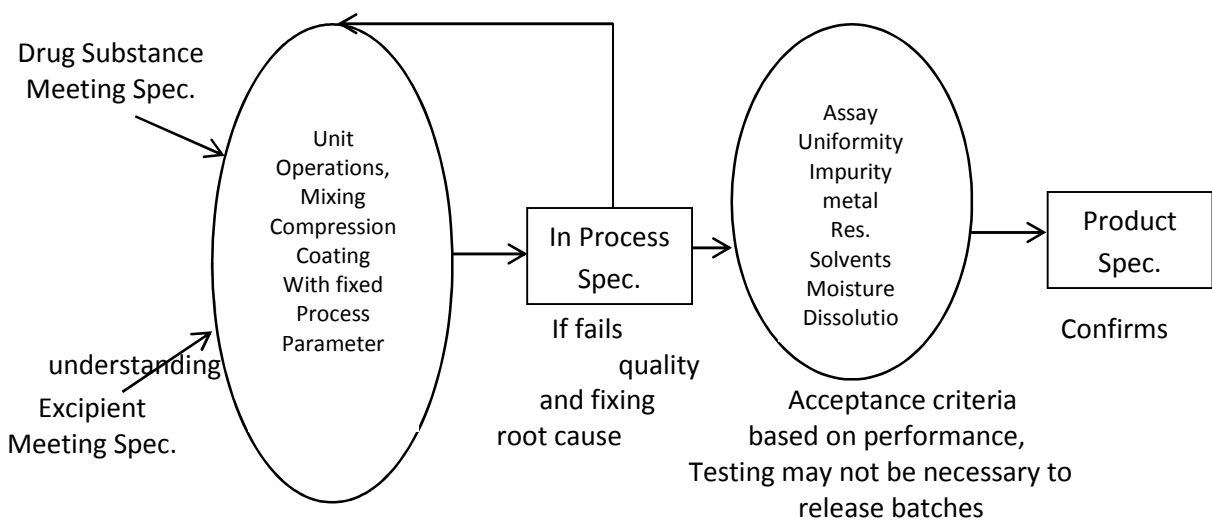 Drug Substance
Meeting Spec.
Unit
Operations,
Mixing
Compression
Coating
With fixed
Process
Parameter
understanding
Excipient
Meeting Spec.
In Process
Spec.
If fails
quality
and fixing
root cause
Assay
Uniformity
Impurity
metal
Res.
Solvents
Moisture
Dissolutio
Acceptance criteria
based on performance,
Testing may not be necessary to
release batches
Product
Spec.
Confirms